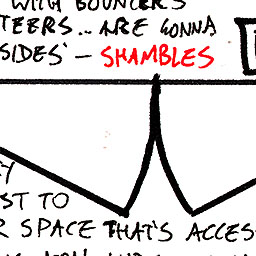 WITH BOUNCERS
TEERS... ARE GONNA
SIDES' – SHAMBLES
ST TO
R SPACE THAT'S ACCES